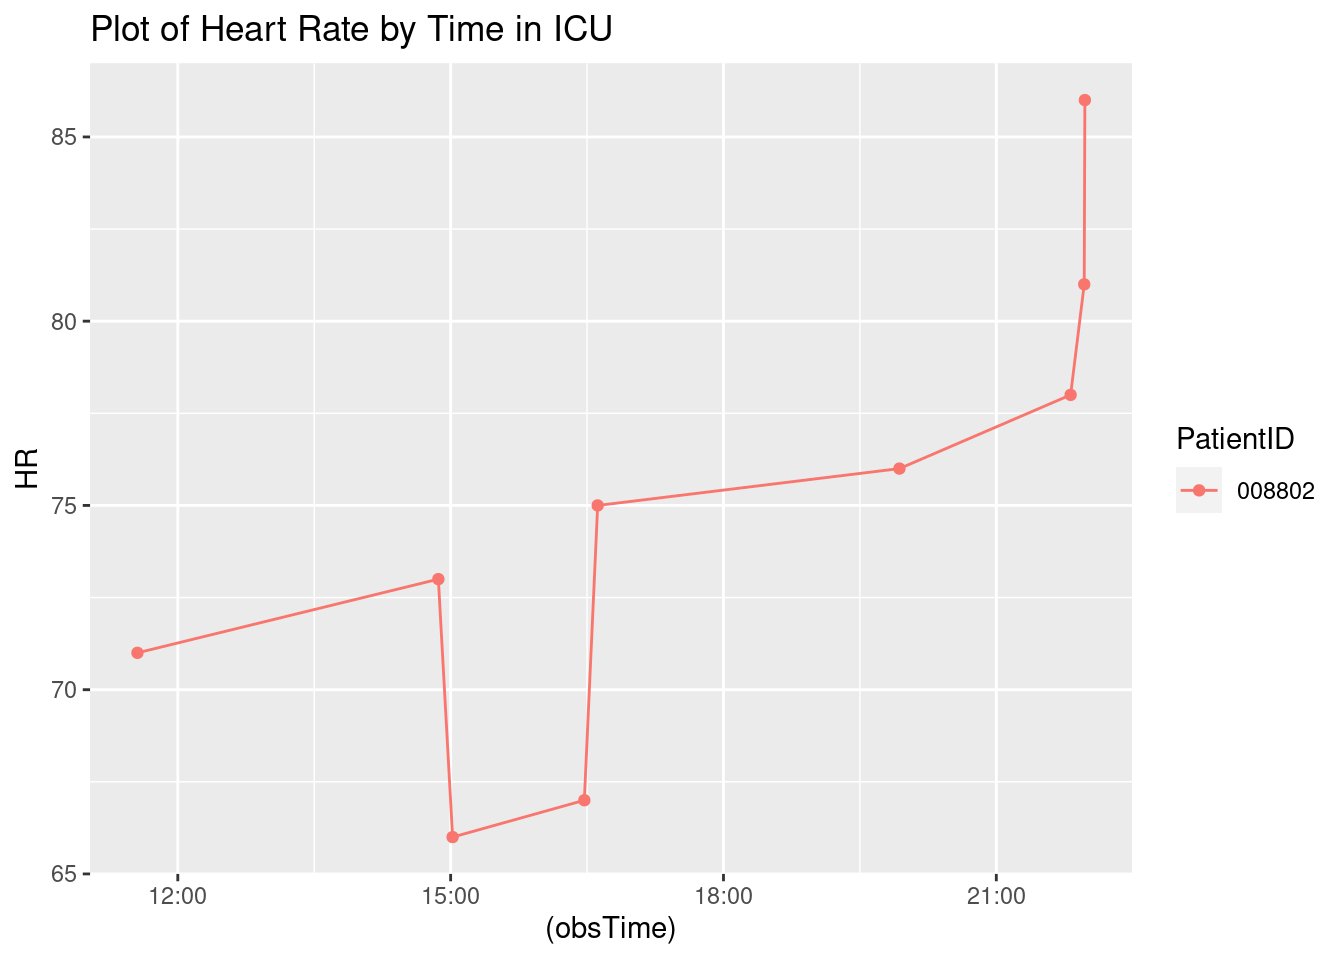 Plot of Heart Rate by Time in ICU
85
80
75
70
65
HR
12:00 15:00 18:00 21:00
(obsTime)
PatientID
008802